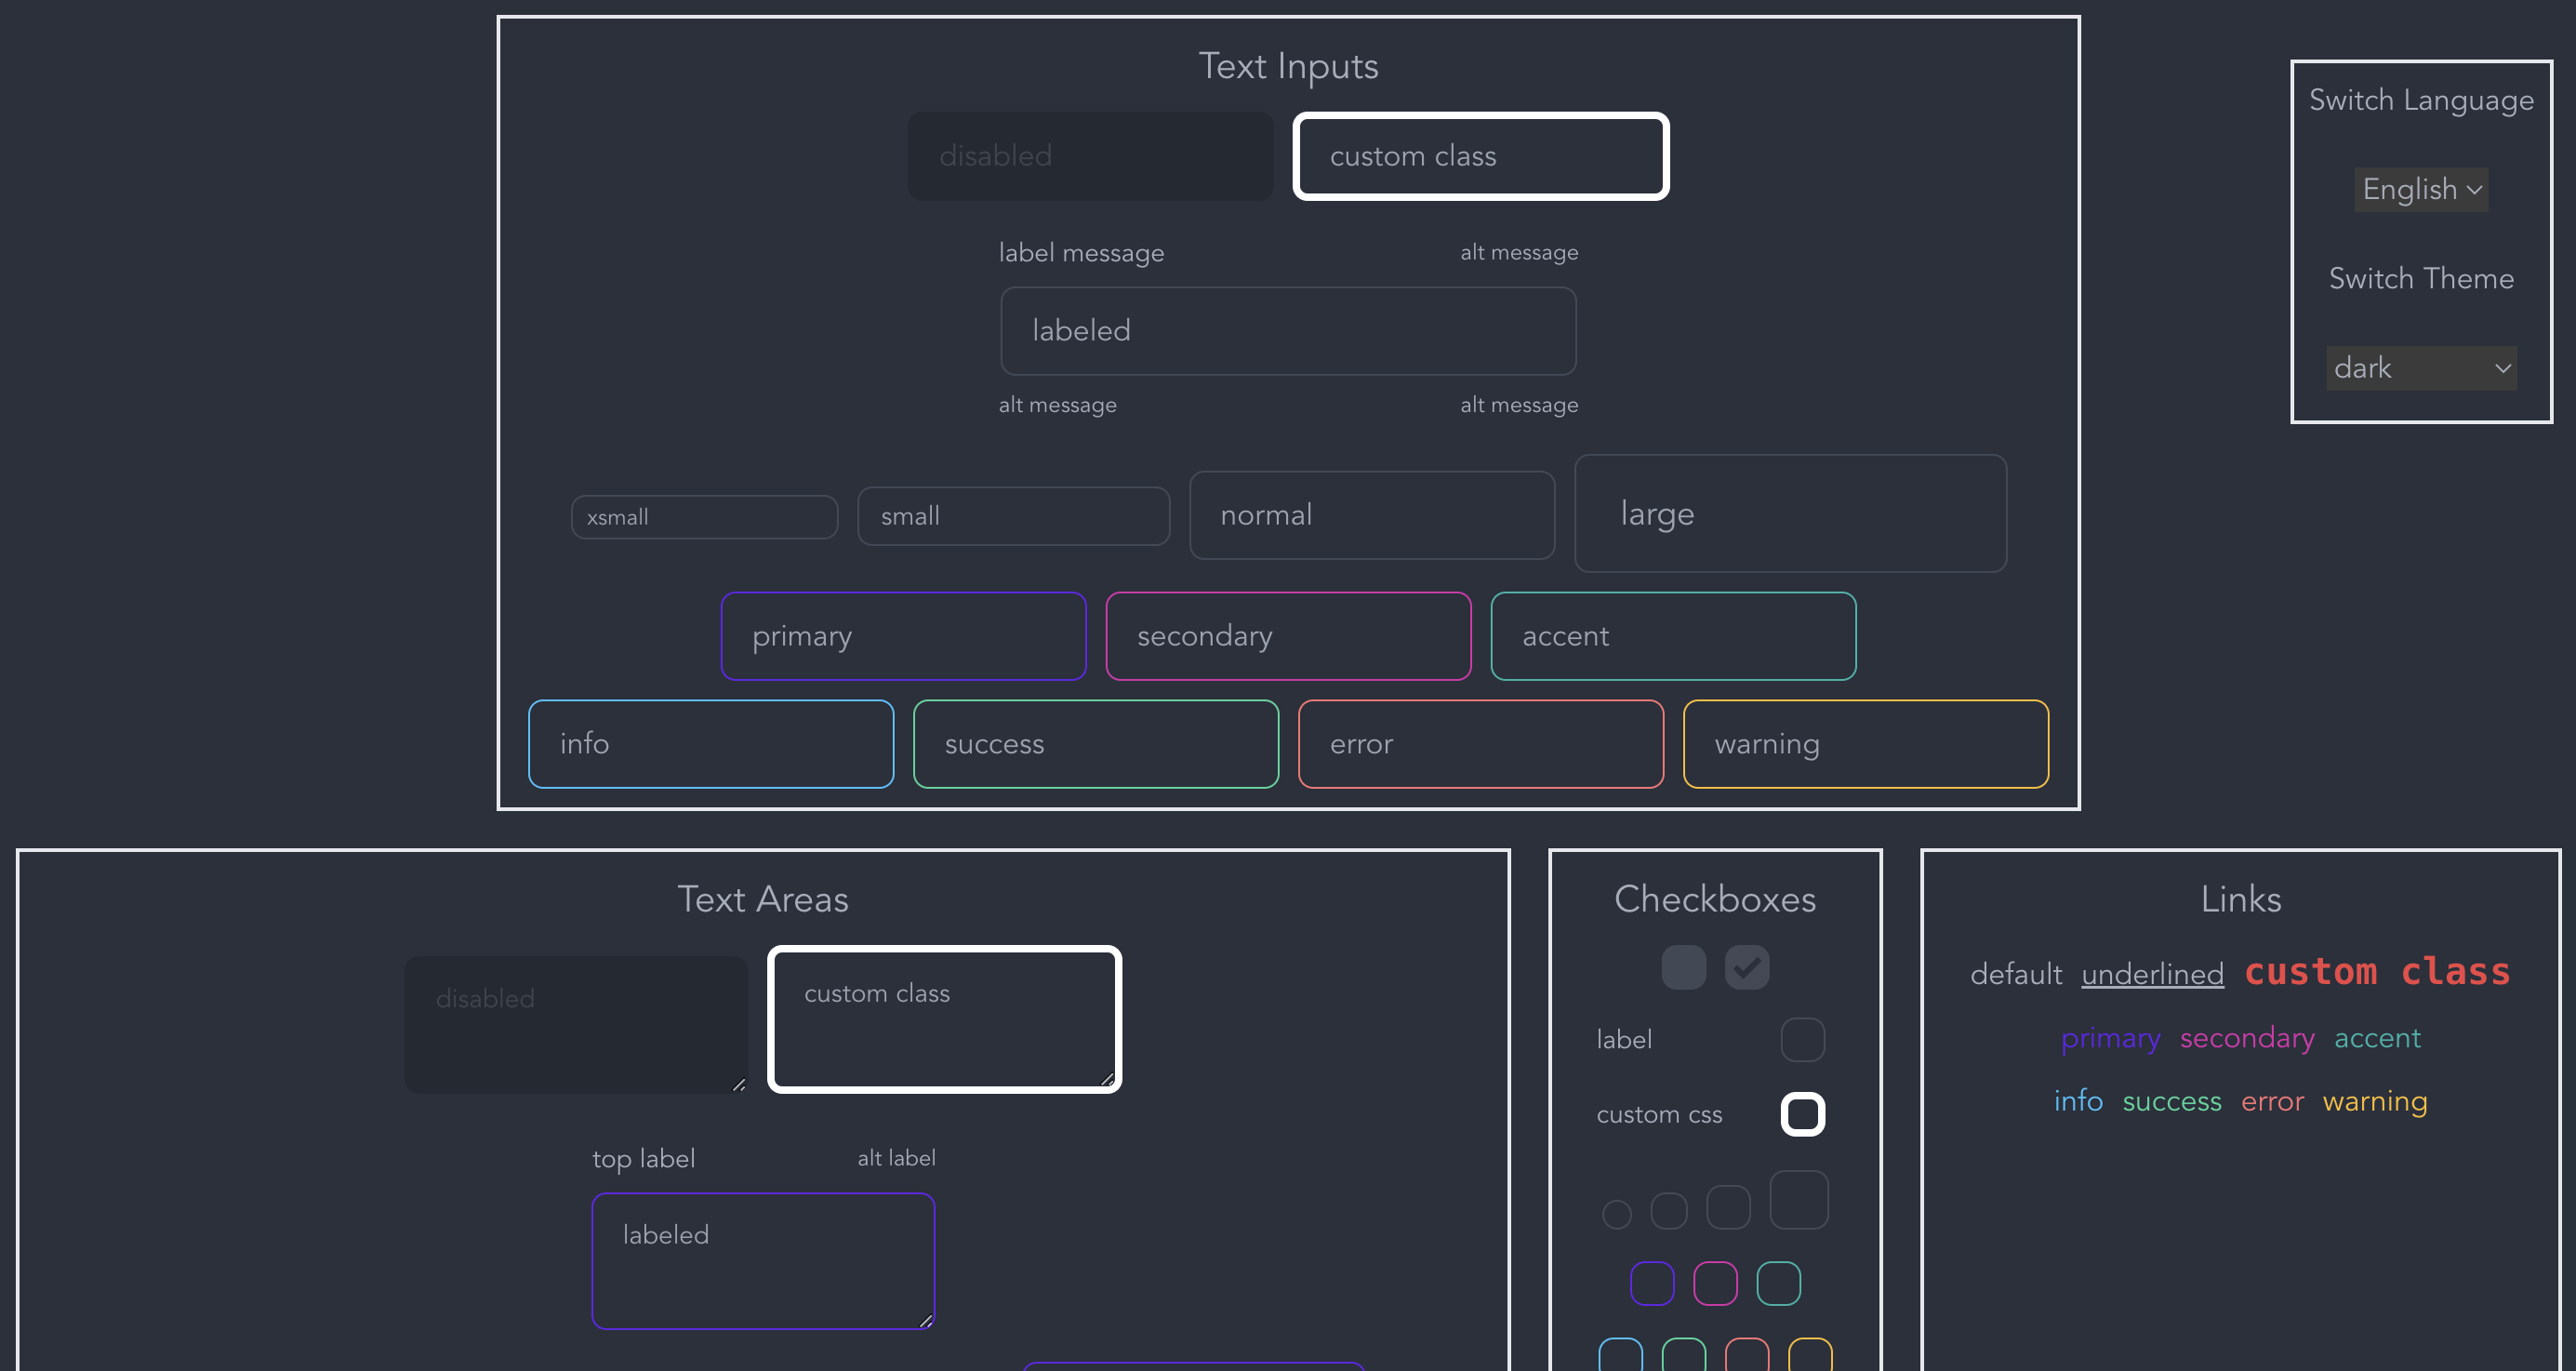 Text Inputs
disabled
custom class
label message
alt message
labeled
alt message
alt message
xsmall
small
normal
large
primary
secondary
accent
info
success
error
warning
Switch Language
English
Switch Theme
dark
Text Areas
disabled
custom class
top label
alt label
labeled
Checkboxes
label
custom css
Links
default underlined custom class
primary secondary accent
info success error warning